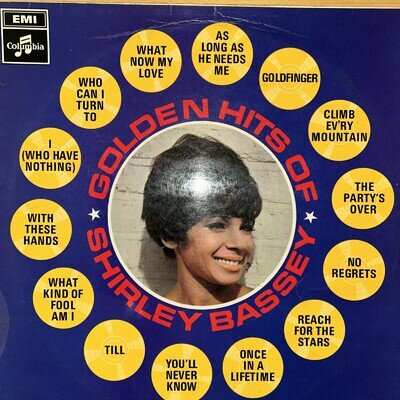 EMI
Columbia
GOLDEN HITS OF
SHIRLEY BASSEY
AS
LONG AS
HE NEEDS
ME
GOLDFINGER
CLIMB
EV'RY
MOUNTAIN
THE
PARTY'S
OVER
NO
REGRETS
REACH
FOR THE
STARS
ONCE
IN A
LIFETIME
YOU'LL
NEVER
KNOW
TILL
WHAT
KIND OF
FOOL
AM I
WITH
THESE
HANDS
I
(WHO HAVE
NOTHING)
WHO
CAN I
TURN
TO
WHAT
NOW MY
LOVE